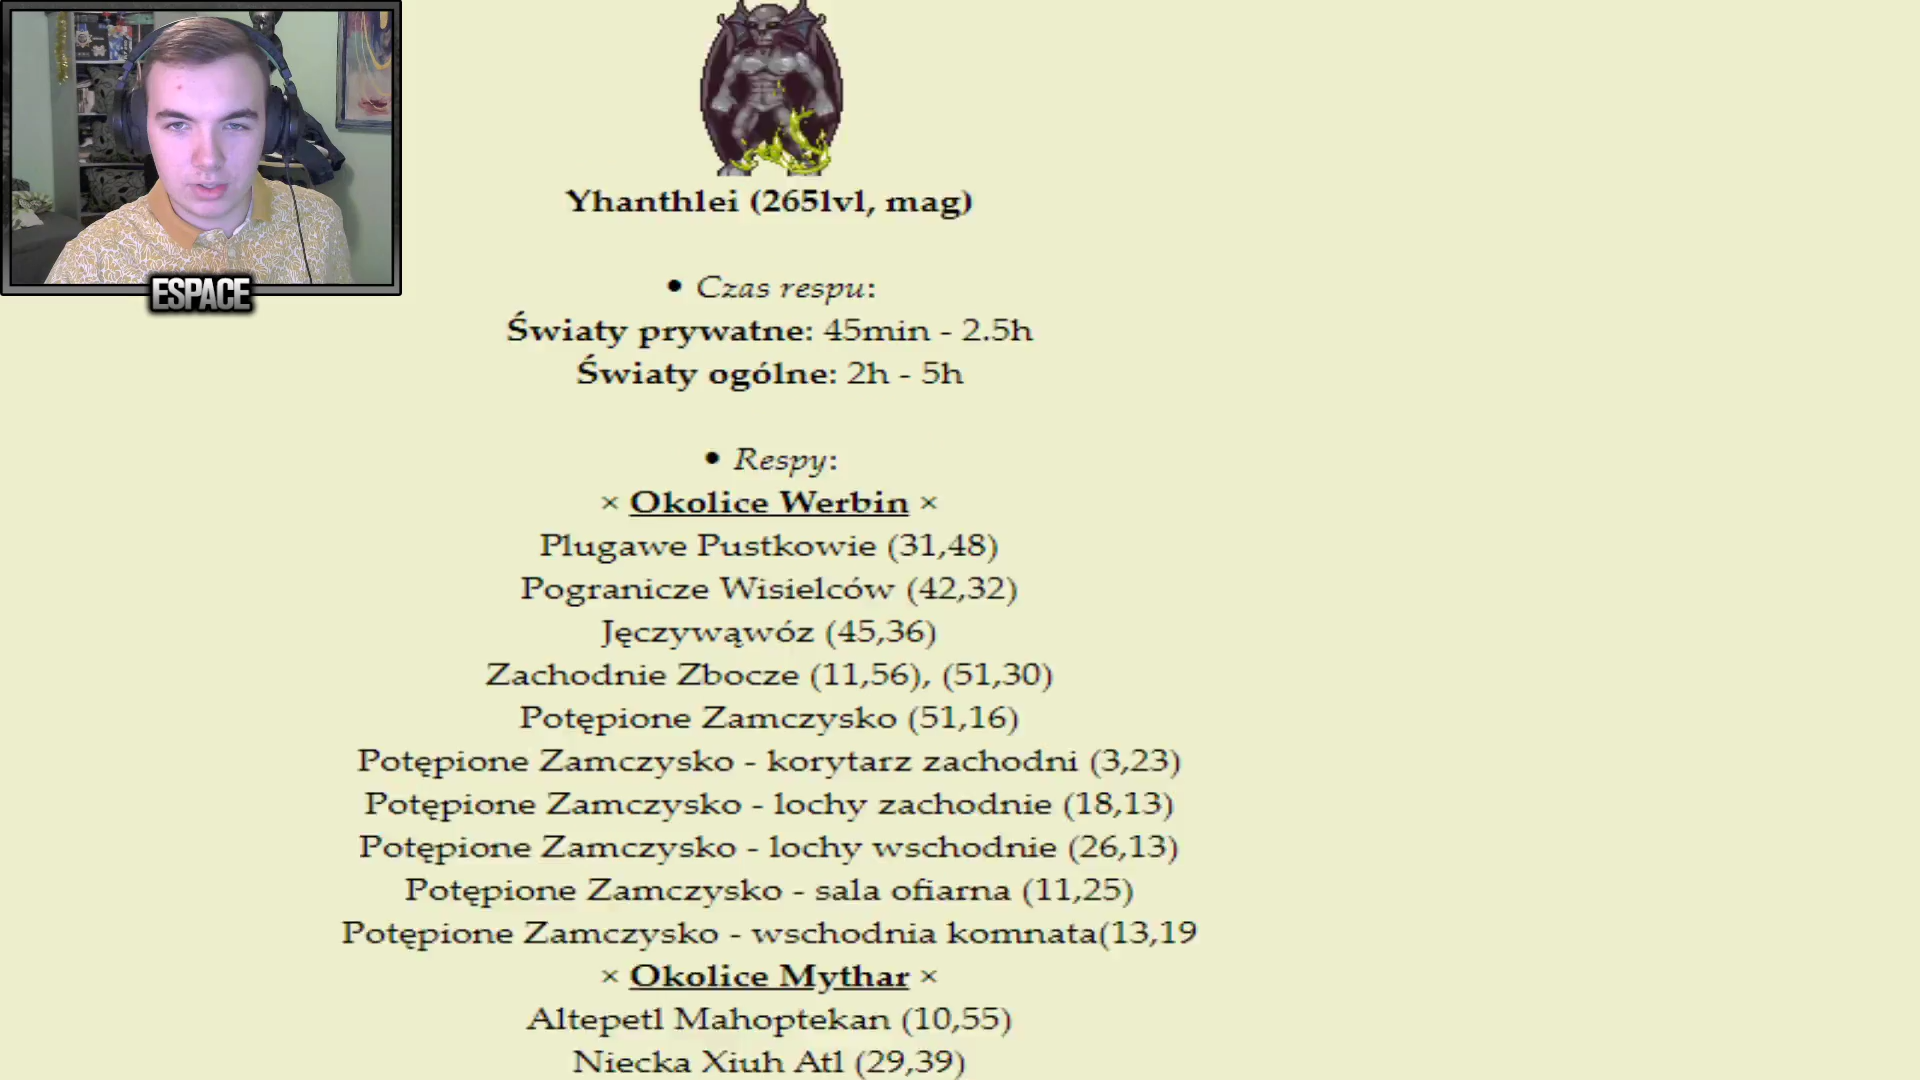 ESPACE
Yhanthlei (265lvl, mag)
• Czas respu:
Światy prywatne: 45min - 2.5h
Światy ogólne: 2h - 5h
• Respy:
× Okolice Werbin ×
Plugawe Pustkowie (31,48)
Pogranicze Wisielców (42,32)
Jęczywąwóz (45,36)
Zachodnie Zbocze (11,56), (51,30)
Potępione Zamczysko (51,16)
Potępione Zamczysko - korytarz zachodni (3,23)
Potępione Zamczysko - lochy zachodnie (18,13)
Potępione Zamczysko - lochy wschodnie (26,13)
Potępione Zamczysko - sala ofiarna (11,25)
Potępione Zamczysko - wschodnia komnata(13,19
× Okolice Mythar ×
Altepetl Mahoptekan (10,55)
Niecka Xiuh Atl (29,39)